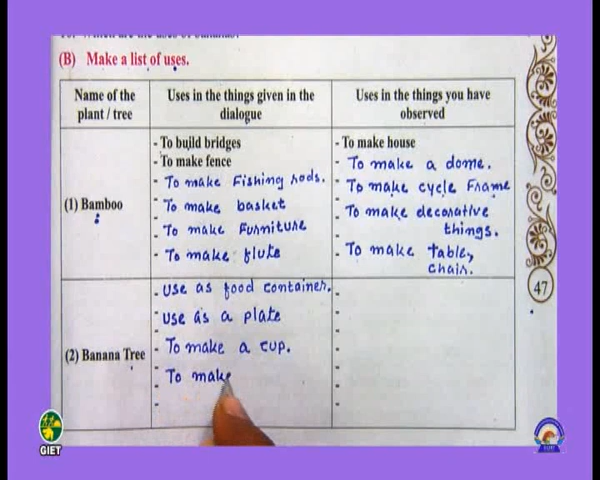 (B) Make a list of uses.
Name of the
plant / tree
Uses in the things given in the
dialogue
Uses in the things you have
observed
(1) Bamboo
- To build bridges
- To make fence
- To make Fishing rods.
- To make basket
- To make Furniture
- To make flute
- To make house
- To make a dome.
- To make cycle Frame
- To make decorative
things.
- To make table,
chair.
(2) Banana Tree
- Use as food container.
- Use as a plate
- To make a cup.
- To make
47
GIET